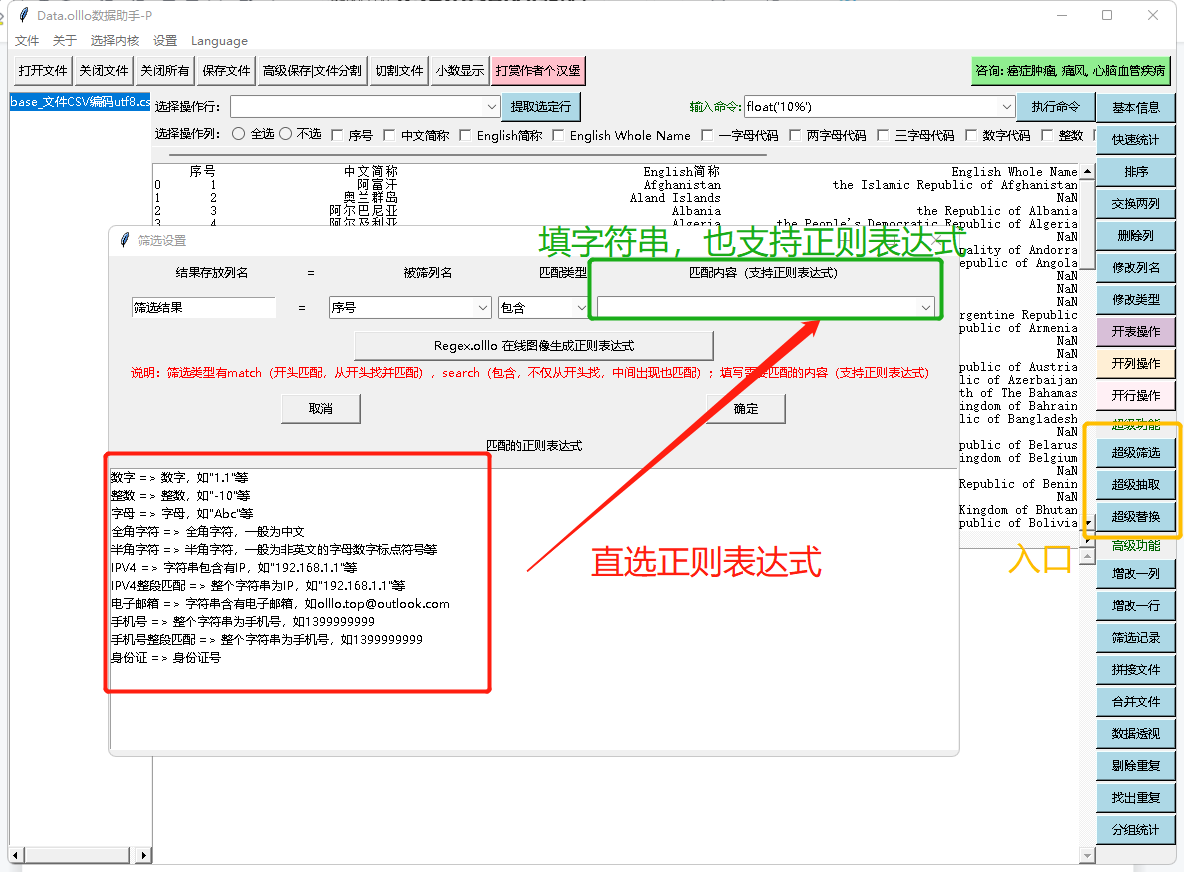 Data.olllo数据助手-P
文件 关于 选择内核 设置 Language
打开文件 关闭文件 关闭所有 保存文件 高级保存|文件分割 切割文件 小数显示 打赏作者个汉堡 咨询: 癌症肿瘤, 痛风, 心脑血管疾病
base_文件CSV编码utf8.cs 选择操作行: 提取选定行 输入命令: float('10%') 执行命令 基本信息
选择操作列: 全选 不选 序号 中文简称 English简称 English Whole Name 一字母代码 两字母代码 三字母代码 数字代码 整数
快速统计
序号 中文简称 English简称 English Whole Name
0 1 阿富汗 Afghanistan the Islamic Republic of Afghanistan
1 2 奥兰群岛 Aland Islands NaN
2 3 阿尔巴尼亚 Albania the Republic of Albania
3 4 阿尔及利亚 Algeria the People's Democratic Republic of Algeria
NaN
pality of Andorra
of Angola
NaN
NaN
NaN
rgentine Republic
public of Armenia
NaN
NaN
public of Austria
lic of Azerbaijan
th of The Bahamas
ingdom of Bahrain
lic of Bangladesh
NaN
public of Belarus
ingdom of Belgium
NaN
Republic of Benin
NaN
Kingdom of Bhutan
public of Bolivia
排序
交换两列
删除列
修改列名
修改类型
开表操作
开列操作
开行操作
超级功能
超级筛选
超级抽取
超级替换
高级功能
增改一列
增改一行
筛选记录
拼接文件
合并文件
数据透视
剔除重复
找出重复
分组统计
入口
筛选设置
填字符串，也支持正则表达式
结果存放列名 = 被筛列名 匹配类型 匹配内容（支持正则表达式）
筛选结果 = 序号 包含
Regex.olllo 在线图像生成正则表达式
说明：筛选类型有match（开头匹配，从开头找并匹配）, search（包含，不仅从开头找，中间出现也匹配）；填写需要匹配的内容（支持正则表达式）
取消 确定
匹配的正则表达式
数字 => 数字，如"1.1"等
整数 => 整数，如"-10"等
字母 => 字母，如"Abc"等
全角字符 => 全角字符，一般为中文
半角字符 => 半角字符，一般为非英文的字母数字标点符号等
IPV4 => 字符串包含有IP，如"192.168.1.1"等
IPV4整段匹配 => 整个字符串为IP，如"192.168.1.1"等
电子邮箱 => 字符串含有电子邮箱，如olllo.top@outlook.com
手机号 => 整个字符串为手机号，如1399999999
手机号整段匹配 => 整个字符串为手机号，如1399999999
身份证 => 身份证号
直选正则表达式